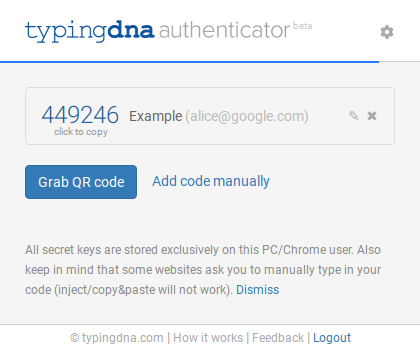 typingdna authenticator beta
449246 Example (alice@google.com)
click to copy
Grab QR code Add code manually
All secret keys are stored exclusively on this PC/Chrome user. Also
keep in mind that some websites ask you to manually type in your
code (inject/copy&paste will not work). Dismiss
© typingdna.com | How it works | Feedback | Logout